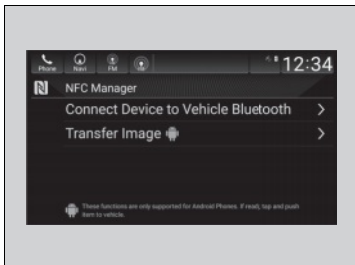 12:34
Phone Navi FM
NFC Manager
Connect Device to Vehicle Bluetooth
Transfer Image
These functions are only supported for Android Phones. If read, tap and push
item to vehicle.